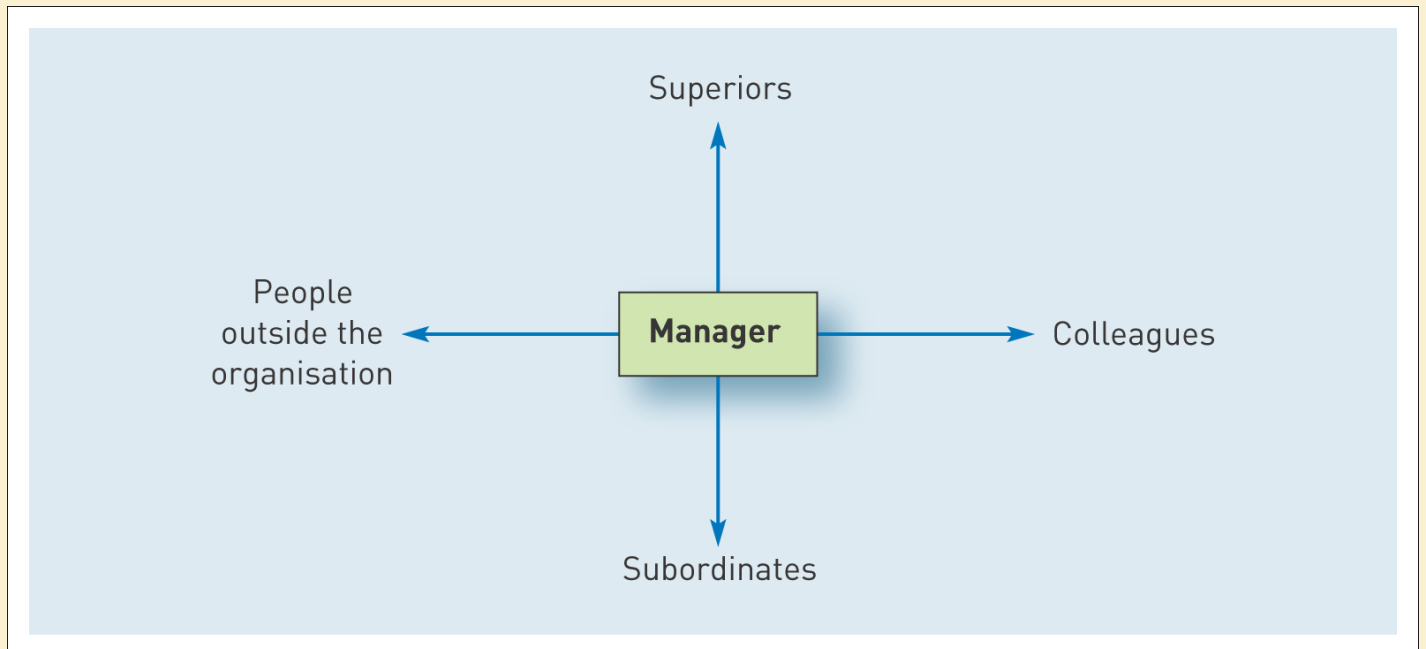 Superiors
People
outside the
organisation
Manager
Colleagues
Subordinates